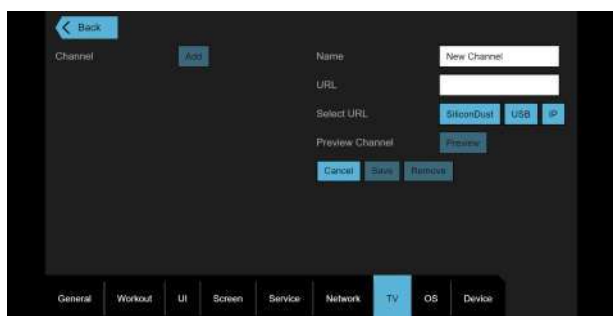 Back
Channel Add
Name New Channel
URL
Select URL SiliconDust USB IP
Preview Channel Preview
Cancel Save Remove
General Workout UI Screen Service Network TV OS Device